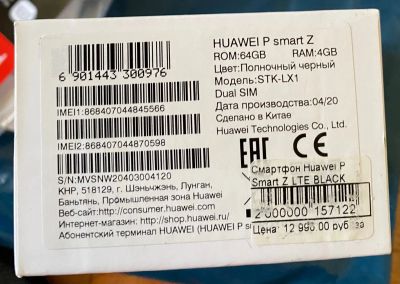 HUAWEI P smart Z
ROM:64GB RAM:4GB
Цвет:Полночный черный
Модель:STK-LX1
Dual SIM
Дата производства:04/20
Сделано в Китае
Huawei Technologies Co., Ltd.
6 901443 300976
IMEI1:868407044845566
IMEI2:868407044870598
S/N:MVSNW20403004120
КНР, 518129, г. Шэньчжэнь, Лунган,
Баньтянь, Промышленная зона Huawei
Веб-сайт:http://consumer.huawei.com
Интернет-магазин: http://shop.huawei.ru/
Абонентский терминал HUAWEI (HUAWEI P s
EAC CE
Смартфон Huawei P
Smart Z LTE BLACK
2 000000 157122
Цена: 12 990.00 рублей